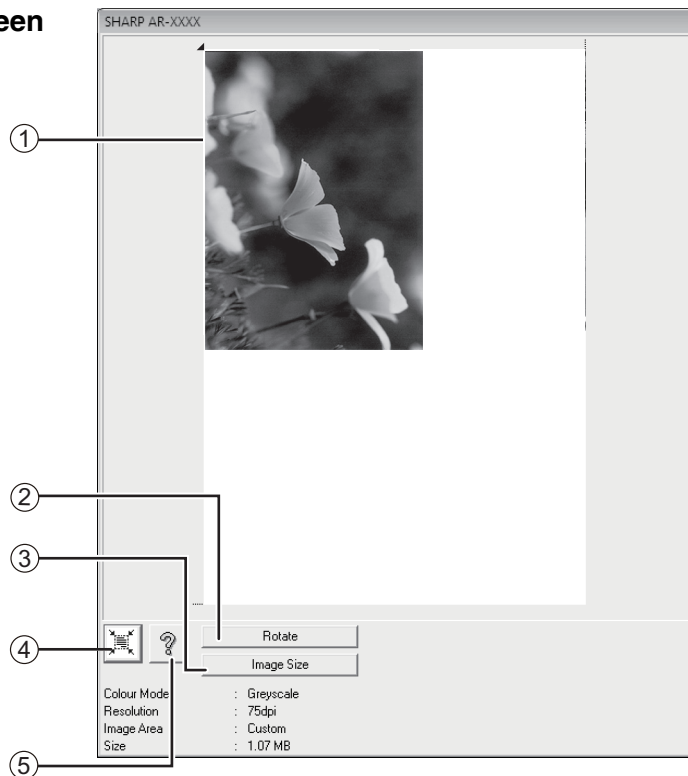 een
SHARP AR-XXXX
1
2
3
4
5
Rotate
Image Size
Colour Mode : Greyscale
Resolution : 75dpi
Image Area : Custom
Size : 1.07 MB